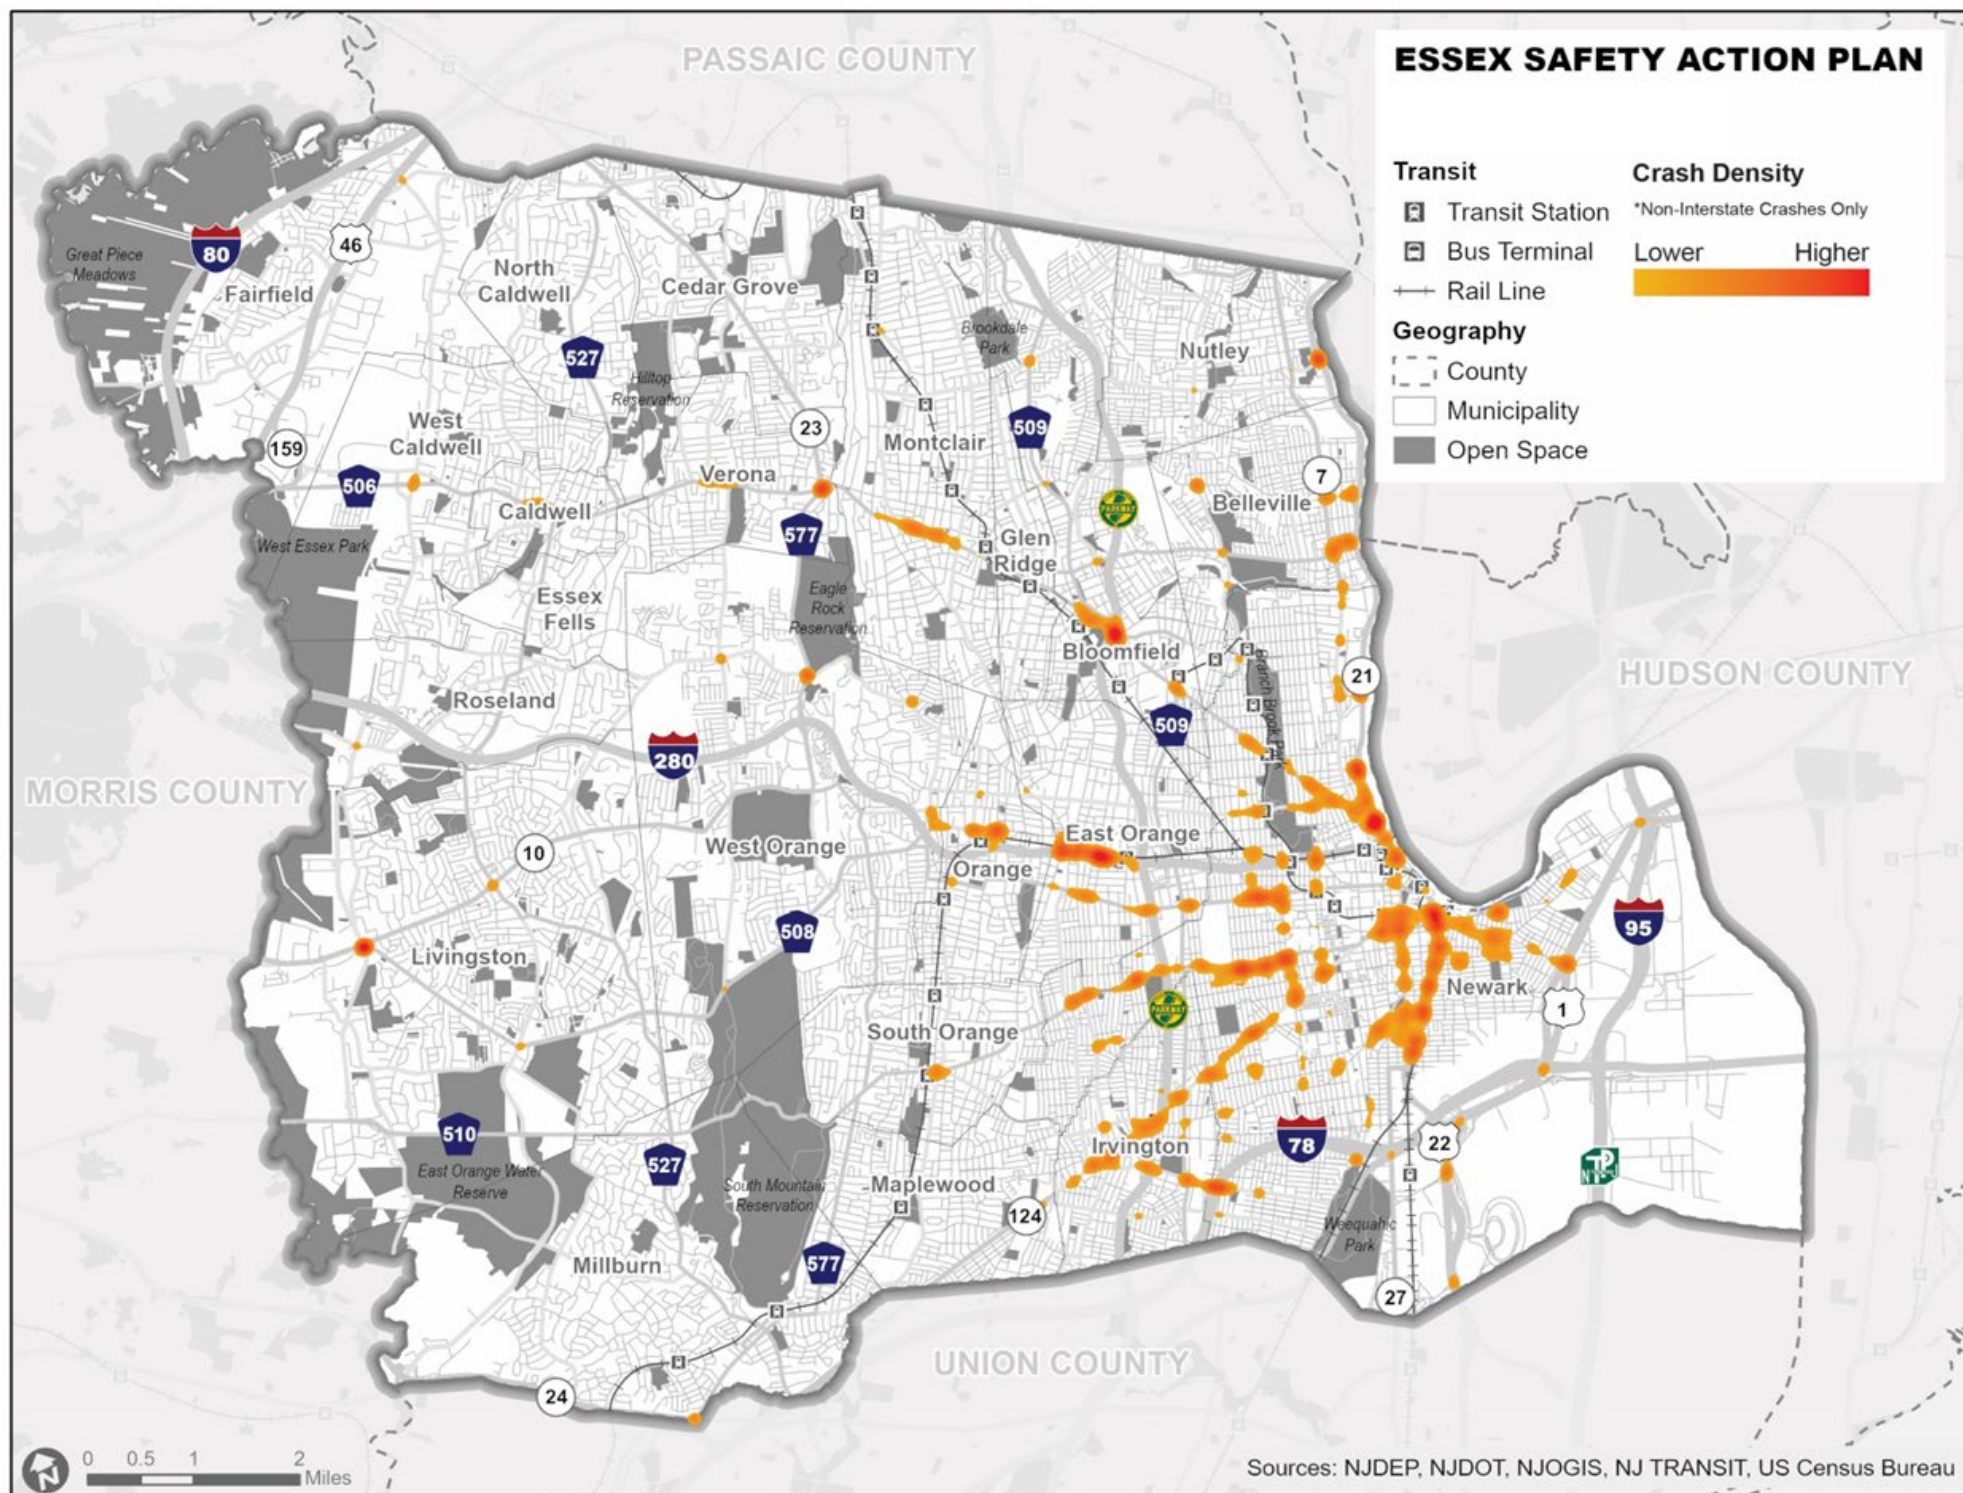 PASSAIC COUNTY
ESSEX SAFETY ACTION PLAN
Transit
Transit Station
Bus Terminal
Rail Line
Crash Density
*Non-Interstate Crashes Only
Lower Higher
Geography
County
Municipality
Open Space
Great Piece
Meadows
80
46
Fairfield
North
Caldwell
Cedar Grove
527
Hilltop
Reservation
Brookdale
Park
Nutley
159
West
Caldwell
23
Montclair
509
506
Verona
7
Caldwell
577
PARKWAY
Belleville
West Essex Park
Glen
Ridge
Essex
Fells
Eagle
Rock
Reservation
Bloomfield
Branch Brook Park
21
HUDSON COUNTY
Roseland
509
280
MORRIS COUNTY
10
West Orange
East Orange
Orange
508
95
Livingston
Newark
PARKWAY
1
South Orange
510
527
Irvington
78
22
East Orange Water
Reserve
South Mountain
Reservation
Maplewood
124
Weequahic
Park
Millburn
577
27
UNION COUNTY
24
N
0 0.5 1 2
Miles
Sources: NJDEP, NJDOT, NJOGIS, NJ TRANSIT, US Census Bureau